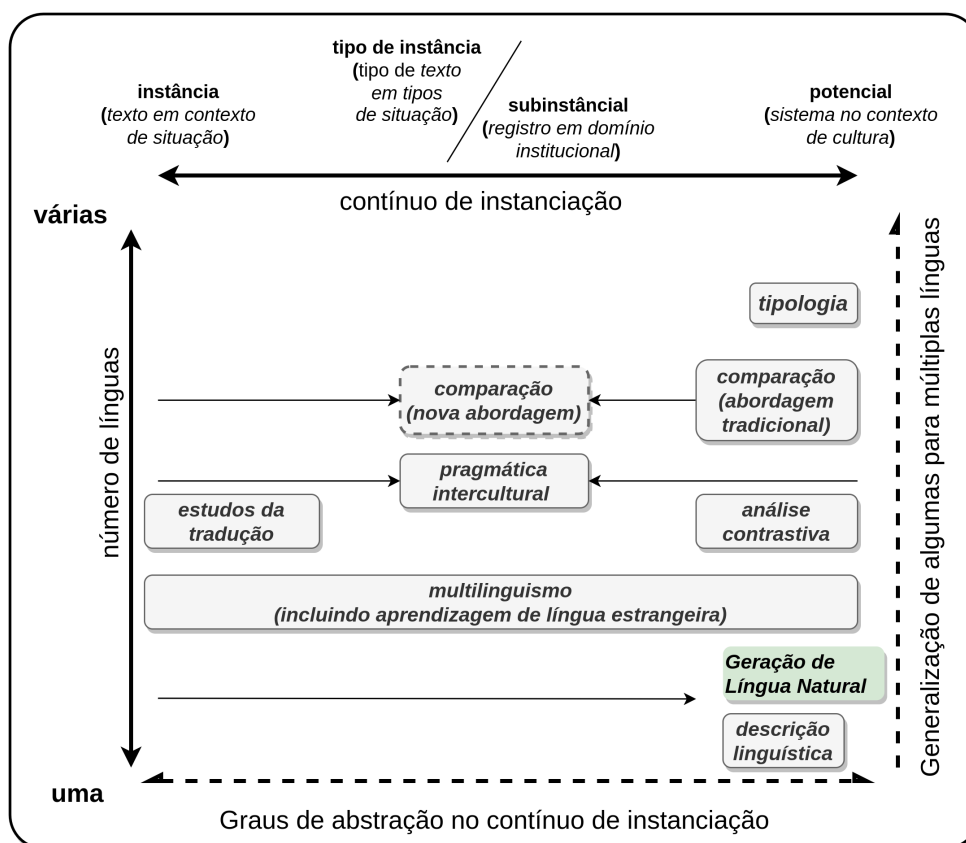 tipo de instância
(tipo de texto
em tipos
de situação)
instância
(texto em contexto
de situação)
subinstâncial
(registro em domínio
institucional)
potencial
(sistema no contexto
de cultura)
contínuo de instanciação
várias
número de línguas
uma
tipologia
comparação
(nova abordagem)
comparação
(abordagem
tradicional)
pragmática
intercultural
estudos da
tradução
análise
contrastiva
multilinguismo
(incluindo aprendizagem de língua estrangeira)
Geração de
Língua Natural
descrição
linguística
Generalização de algumas para múltiplas línguas
Graus de abstração no contínuo de instanciação